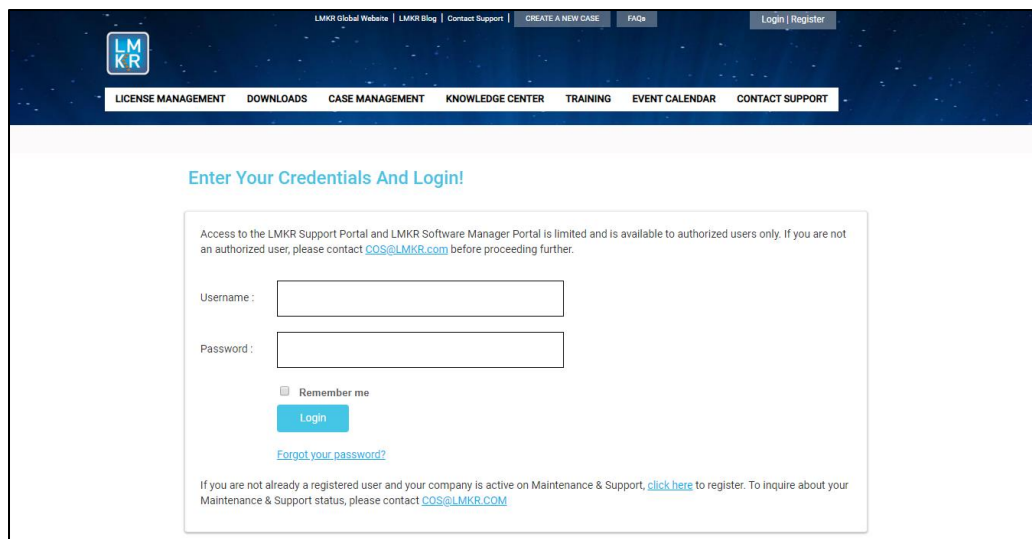 LMKR Global Website | LMKR Blog | Contact Support | CREATE A NEW CASE FAQs Login | Register
LM
KR
LICENSE MANAGEMENT DOWNLOADS CASE MANAGEMENT KNOWLEDGE CENTER TRAINING EVENT CALENDAR CONTACT SUPPORT
Enter Your Credentials And Login!
Access to the LMKR Support Portal and LMKR Software Manager Portal is limited and is available to authorized users only. If you are not
an authorized user, please contact COS@LMKR.com before proceeding further.
Username :
Password :
Remember me
Login
Forgot your password?
If you are not already a registered user and your company is active on Maintenance & Support, click here to register. To inquire about your
Maintenance & Support status, please contact COS@LMKR.COM